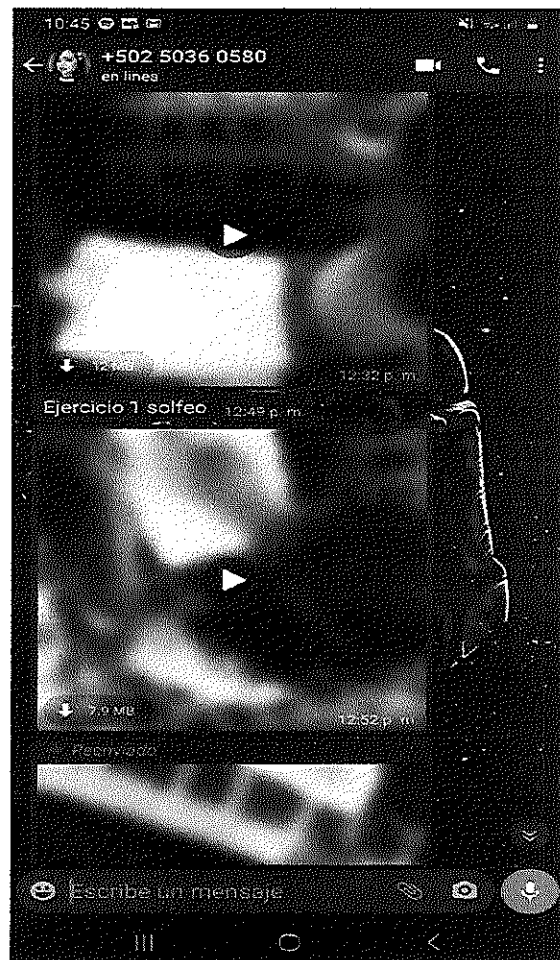 10:45
+502 5036 0580
en línea
12:32 p. m.
Ejercicio 1 solfeo 12:49 p. m.
7,9 MB
12:52 p. m.
Reenviado
Escribe un mensaje